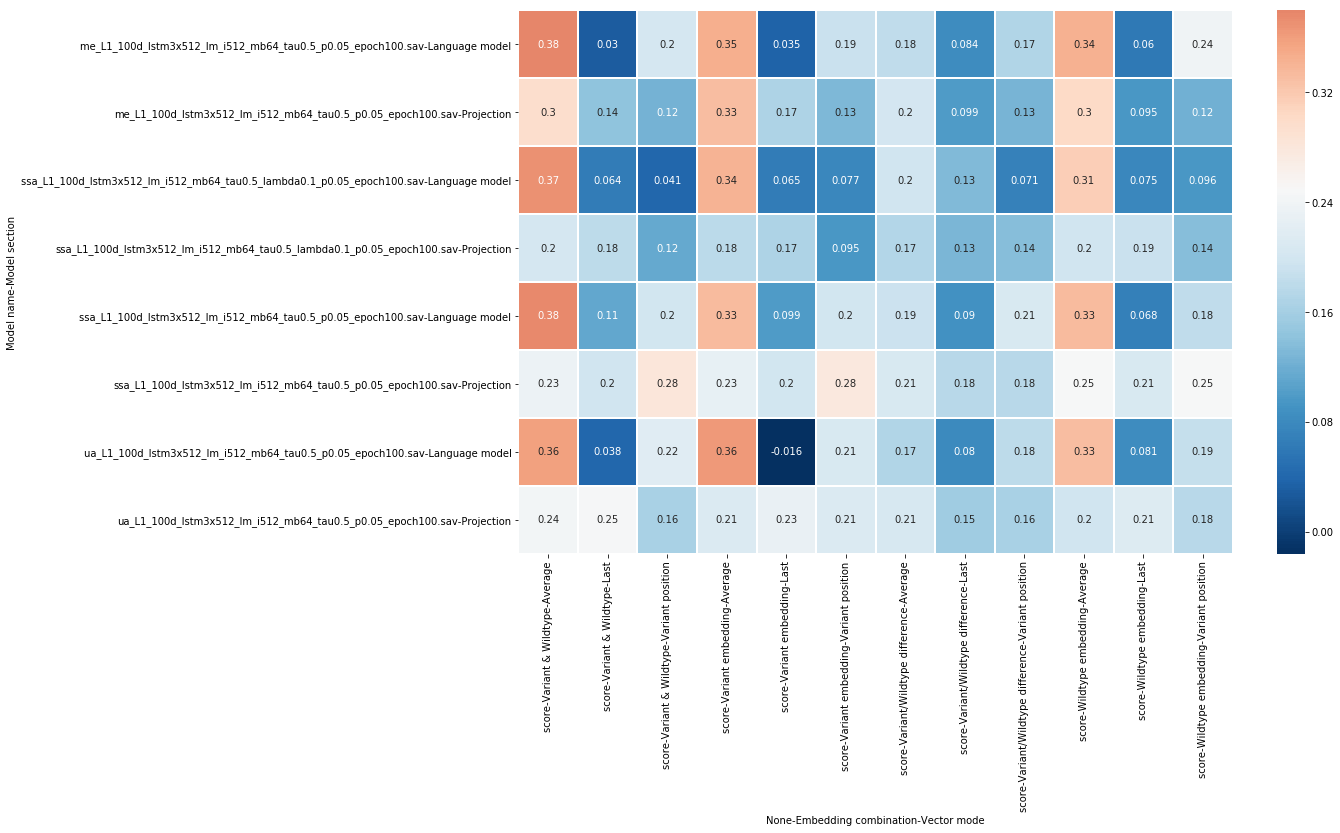 Model name-Model section
me_L1_100d_lstm3x512_lm_i512_mb64_tau0.5_p0.05_epoch100.sav-Language model
0.38 0.03 0.2 0.35 0.035 0.19 0.18 0.084 0.17 0.34 0.06 0.24
me_L1_100d_lstm3x512_lm_i512_mb64_tau0.5_p0.05_epoch100.sav-Projection
0.3 0.14 0.12 0.33 0.17 0.13 0.2 0.099 0.13 0.3 0.095 0.12
ssa_L1_100d_lstm3x512_lm_i512_mb64_tau0.5_lambda0.1_p0.05_epoch100.sav-Language model
0.37 0.064 0.041 0.34 0.065 0.077 0.2 0.13 0.071 0.31 0.075 0.096
ssa_L1_100d_lstm3x512_lm_i512_mb64_tau0.5_lambda0.1_p0.05_epoch100.sav-Projection
0.2 0.18 0.12 0.18 0.17 0.095 0.17 0.13 0.14 0.2 0.19 0.14
ssa_L1_100d_lstm3x512_lm_i512_mb64_tau0.5_p0.05_epoch100.sav-Language model
0.38 0.11 0.2 0.33 0.099 0.2 0.19 0.09 0.21 0.33 0.068 0.18
ssa_L1_100d_lstm3x512_lm_i512_mb64_tau0.5_p0.05_epoch100.sav-Projection
0.23 0.2 0.28 0.23 0.2 0.28 0.21 0.18 0.18 0.25 0.21 0.25
ua_L1_100d_lstm3x512_lm_i512_mb64_tau0.5_p0.05_epoch100.sav-Language model
0.36 0.038 0.22 0.36 -0.016 0.21 0.17 0.08 0.18 0.33 0.081 0.19
ua_L1_100d_lstm3x512_lm_i512_mb64_tau0.5_p0.05_epoch100.sav-Projection
0.24 0.25 0.16 0.21 0.23 0.21 0.21 0.15 0.16 0.2 0.21 0.18
score-Variant & Wildtype-Average
score-Variant & Wildtype-Last
score-Variant & Wildtype-Variant position
score-Variant embedding-Average
score-Variant embedding-Last
score-Variant embedding-Variant position
score-Variant/Wildtype difference-Average
score-Variant/Wildtype difference-Last
score-Variant/Wildtype difference-Variant position
score-Wildtype embedding-Average
score-Wildtype embedding-Last
score-Wildtype embedding-Variant position
None-Embedding combination-Vector mode
0.32
0.24
0.16
0.08
0.00